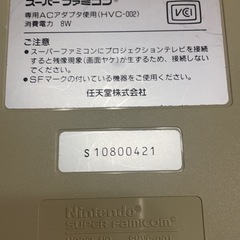 スーパーファミコン®
専用ACアダプタ使用(HVC-002)
消費電力 8W
VCCI
ご注意
●スーパーファミコンにプロジェクションテレビを接続
すると残像現象(画面ヤケ)が生ずるため、接続し
ないでください。
●SFマークの付いている機器でご使用ください。
任天堂株式会社
S10800421
Nintendo
SUPER FAMICOM